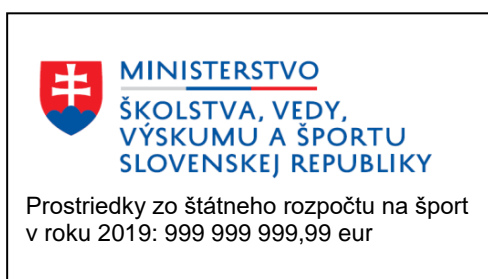 MINISTERSTVO
ŠKOLSTVA, VEDY,
VÝSKUMU A ŠPORTU
SLOVENSKEJ REPUBLIKY
Prostriedky zo štátneho rozpočtu na šport
v roku 2019: 999 999 999,99 eur